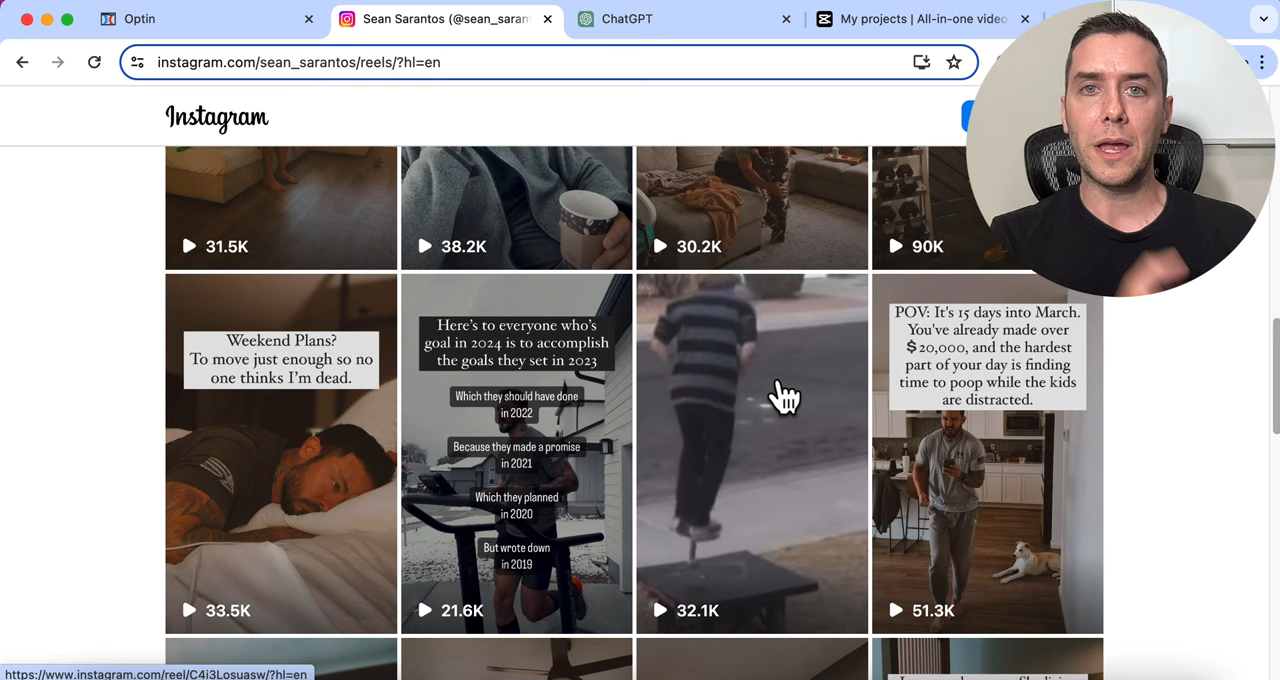 Optin
Sean Sarantos (@sean_saran
ChatGPT
My projects | All-in-one video
instagram.com/sean_sarantos/reels/?hl=en
Instagram
31.5K
38.2K
30.2K
90K
Weekend Plans?
To move just enough so no
one thinks I'm dead.
33.5K
Here's to everyone who's
goal in 2024 is to accomplish
the goals they set in 2023
Which they should have done
in 2022
Because they made a promise
in 2021
Which they planned
in 2020
But wrote down
in 2019
21.6K
32.1K
POV: It's 15 days into March.
You've already made over
$20,000, and the hardest
part of your day is finding
time to poop while the kids
are distracted.
51.3K
https://www.instagram.com/reel/C4i3Losuasw/?hl=en